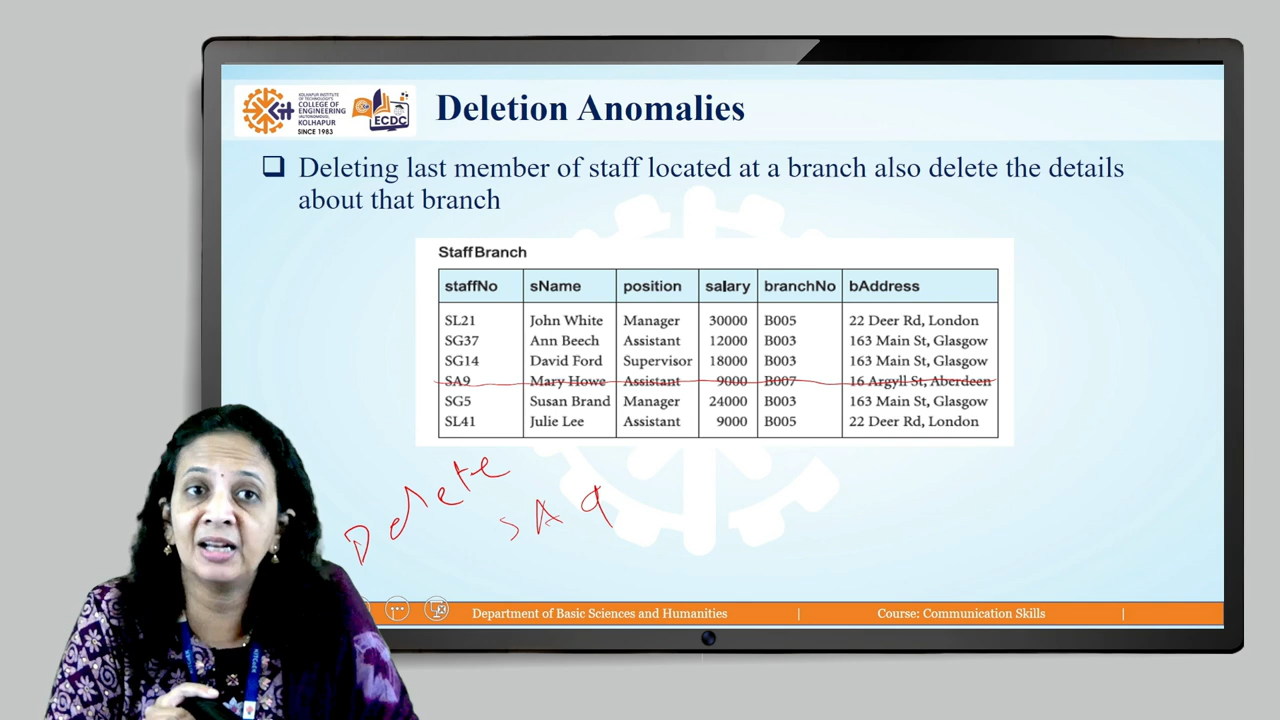 KOLHAPUR INSTITUTE
OF TECHNOLOGY'S
COLLEGE OF
ENGINEERING
(AUTONOMOUS),
KOLHAPUR
SINCE 1983
ECDC
Deletion Anomalies
❑ Deleting last member of staff located at a branch also delete the details
about that branch
StaffBranch
staffNo sName position salary branchNo bAddress
SL21 John White Manager 30000 B005 22 Deer Rd, London
SG37 Ann Beech Assistant 12000 B003 163 Main St, Glasgow
SG14 David Ford Supervisor 18000 B003 163 Main St, Glasgow
SA9 Mary Howe Assistant 9000 B007 16 Argyll St, Aberdeen
SG5 Susan Brand Manager 24000 B003 163 Main St, Glasgow
SL41 Julie Lee Assistant 9000 B005 22 Deer Rd, London
Delete
SA9
Department of Basic Sciences and Humanities | Course: Communication Skills |